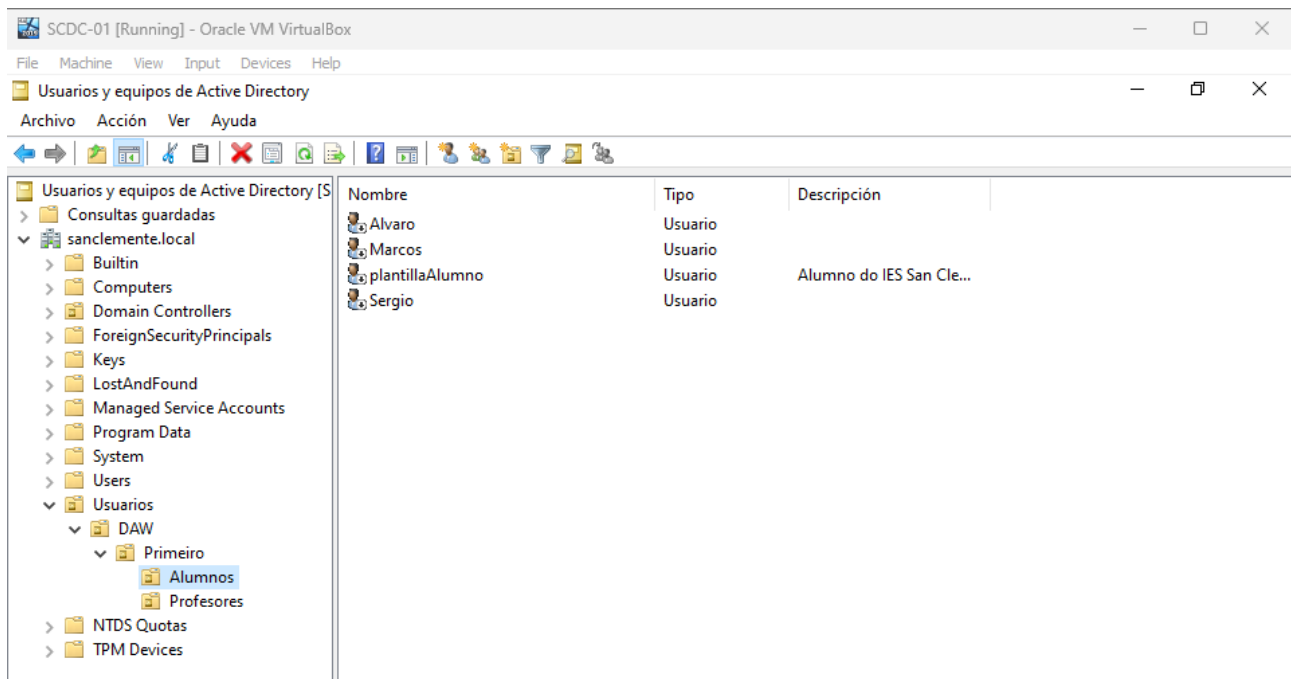 SCDC-01 [Running] - Oracle VM VirtualBox
File Machine View Input Devices Help
Usuarios y equipos de Active Directory
Archivo Acción Ver Ayuda
Usuarios y equipos de Active Directory [S
Consultas guardadas
sanclemente.local
Builtin
Computers
Domain Controllers
ForeignSecurityPrincipals
Keys
LostAndFound
Managed Service Accounts
Program Data
System
Users
Usuarios
DAW
Primeiro
Alumnos
Profesores
NTDS Quotas
TPM Devices
Nombre Tipo Descripción
Alvaro Usuario
Marcos Usuario
plantillaAlumno Usuario Alumno do IES San Cle...
Sergio Usuario